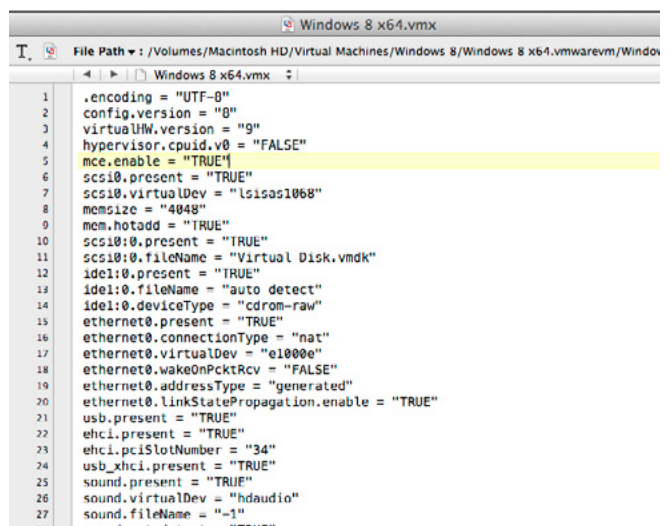 Windows 8 x64.vmx
File Path ▾ : /Volumes/Macintosh HD/Virtual Machines/Windows 8/Windows 8 x64.vmwarevm/Windo
Windows 8 x64.vmx
1 .encoding = "UTF-8"
2 config.version = "8"
3 virtualHW.version = "9"
4 hypervisor.cpuid.v0 = "FALSE"
5 mce.enable = "TRUE"
6 scsi0.present = "TRUE"
7 scsi0.virtualDev = "lsisas1068"
8 memsize = "4048"
9 mem.hotadd = "TRUE"
10 scsi0:0.present = "TRUE"
11 scsi0:0.fileName = "Virtual Disk.vmdk"
12 ide1:0.present = "TRUE"
13 ide1:0.fileName = "auto detect"
14 ide1:0.deviceType = "cdrom-raw"
15 ethernet0.present = "TRUE"
16 ethernet0.connectionType = "nat"
17 ethernet0.virtualDev = "e1000e"
18 ethernet0.wakeOnPcktRcv = "FALSE"
19 ethernet0.addressType = "generated"
20 ethernet0.linkStatePropagation.enable = "TRUE"
21 usb.present = "TRUE"
22 ehci.present = "TRUE"
23 ehci.pciSlotNumber = "34"
24 usb_xhci.present = "TRUE"
25 sound.present = "TRUE"
26 sound.virtualDev = "hdaudio"
27 sound.fileName = "-1"